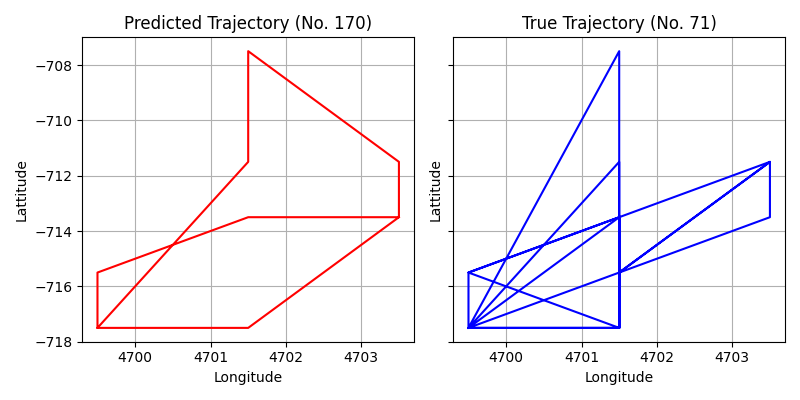 Predicted Trajectory (No. 170)
True Trajectory (No. 71)
−708
−710
−712
−714
−716
−718
Lattitude
Lattitude
4700
4701
4702
4703
4700
4701
4702
4703
Longitude
Longitude